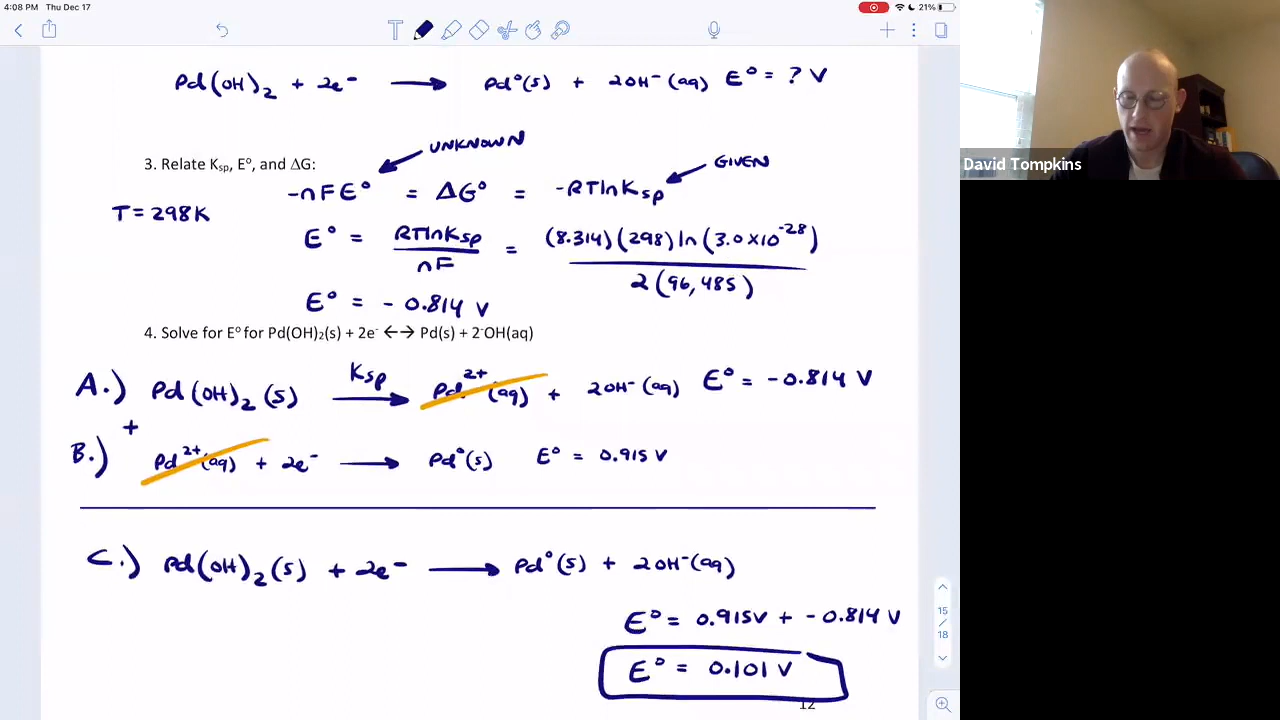 4:08 PM Thu Dec 17
21%
Pd(OH)₂ + 2e⁻ → Pd°(s) + 2OH⁻(aq) E° = ? V
UNKNOWN
3. Relate Ksp, E°, and ΔG:
GIVEN
-nFE° = ΔG° = -RTlnKsp
T = 298K
E° = RTlnKsp / nF = (8.314)(298)ln(3.0×10⁻²⁸) / 2(96,485)
E° = - 0.814 V
4. Solve for E° for Pd(OH)₂(s) + 2e⁻ ←→ Pd(s) + 2⁻OH(aq)
A.) Pd(OH)₂(s) Ksp → Pd²⁺(aq) + 2OH⁻(aq) E° = -0.814 V
+
B.) Pd²⁺(aq) + 2e⁻ → Pd°(s) E° = 0.915 V
C.) Pd(OH)₂(s) + 2e⁻ → Pd°(s) + 2OH⁻(aq)
E° = 0.915V + -0.814 V
E° = 0.101 V
12
15
/
18
David Tompkins